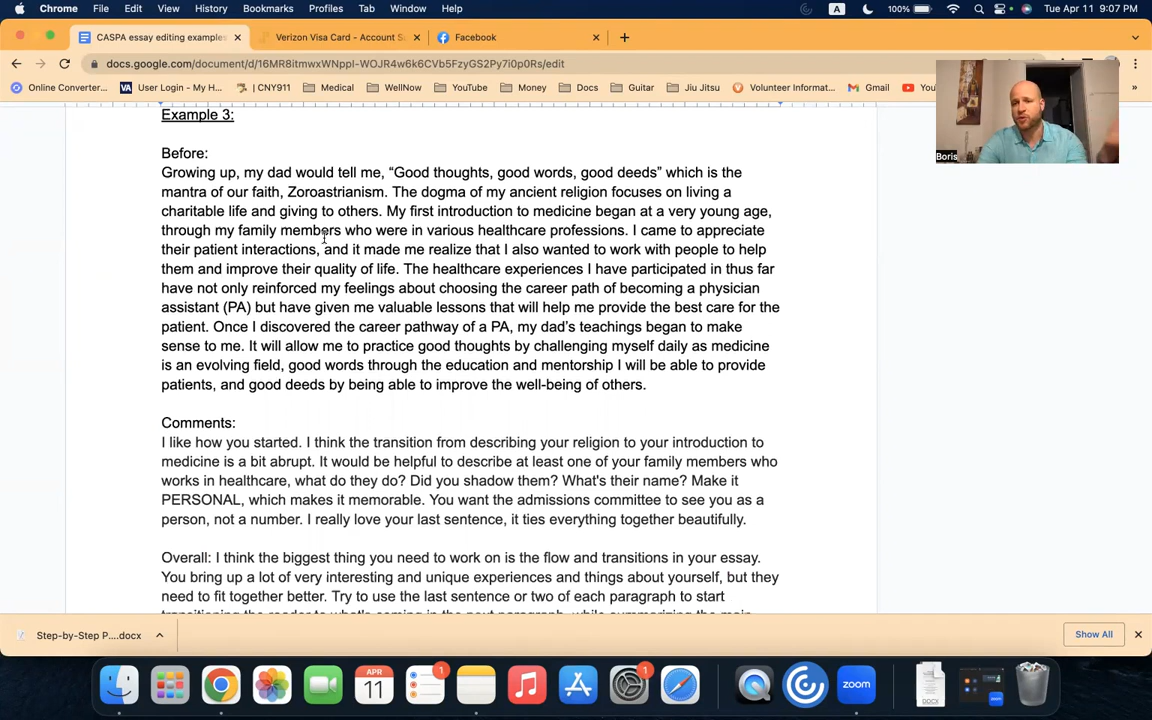 Chrome File Edit View History Bookmarks Profiles Tab Window Help A 100% Tue Apr 11 9:07 PM
CASPA essay editing examples Verizon Visa Card - Account S Facebook
docs.google.com/document/d/16MR8itmwxWNppI-WOJR4w6k6CVb5FzyGS2Py7i0p0Rs/edit
Online Converter... User Login - My H... | CNY911 Medical WellNow YouTube Money Docs Guitar Jiu Jitsu Volunteer Informat... Gmail You
Boris
Example 3:
Before:
Growing up, my dad would tell me, “Good thoughts, good words, good deeds” which is the
mantra of our faith, Zoroastrianism. The dogma of my ancient religion focuses on living a
charitable life and giving to others. My first introduction to medicine began at a very young age,
through my family members who were in various healthcare professions. I came to appreciate
their patient interactions, and it made me realize that I also wanted to work with people to help
them and improve their quality of life. The healthcare experiences I have participated in thus far
have not only reinforced my feelings about choosing the career path of becoming a physician
assistant (PA) but have given me valuable lessons that will help me provide the best care for the
patient. Once I discovered the career pathway of a PA, my dad’s teachings began to make
sense to me. It will allow me to practice good thoughts by challenging myself daily as medicine
is an evolving field, good words through the education and mentorship I will be able to provide
patients, and good deeds by being able to improve the well-being of others.
Comments:
I like how you started. I think the transition from describing your religion to your introduction to
medicine is a bit abrupt. It would be helpful to describe at least one of your family members who
works in healthcare, what do they do? Did you shadow them? What's their name? Make it
PERSONAL, which makes it memorable. You want the admissions committee to see you as a
person, not a number. I really love your last sentence, it ties everything together beautifully.
Overall: I think the biggest thing you need to work on is the flow and transitions in your essay.
You bring up a lot of very interesting and unique experiences and things about yourself, but they
need to fit together better. Try to use the last sentence or two of each paragraph to start
transitioning the reader to what's coming in the next paragraph, while summarizing the main
Step-by-Step P....docx Show All
APR
11 1 1
zoom